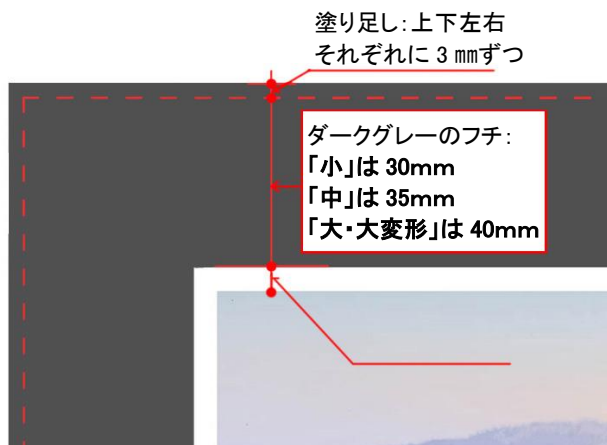 塗り足し：上下左右
それぞれに 3 ㎜ずつ
ダークグレーのフチ：
「小」は 30mm
「中」は 35mm
「大・大変形」は 40mm